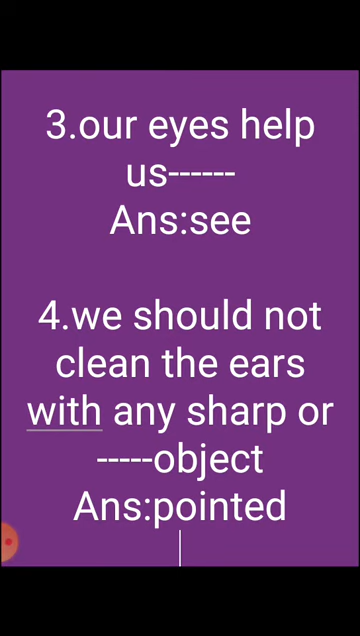 3.our eyes help
us------
Ans:see
4.we should not
clean the ears
with any sharp or
-----object
Ans:pointed